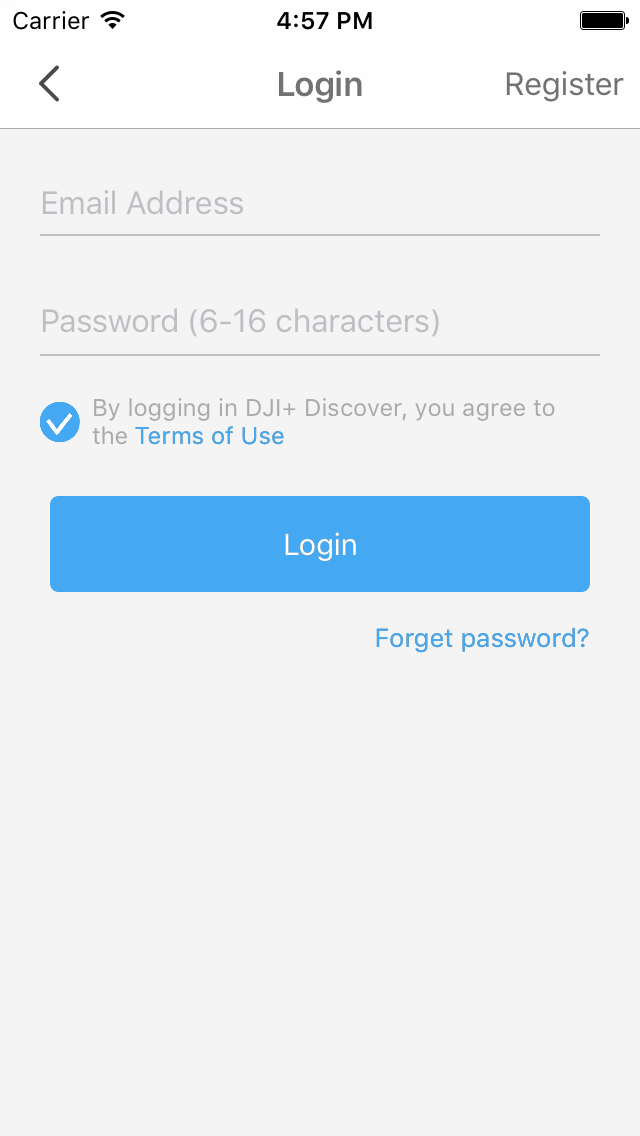 Carrier 4:57 PM
Login Register
Email Address
Password (6-16 characters)
By logging in DJI+ Discover, you agree to
the Terms of Use
Login
Forget password?